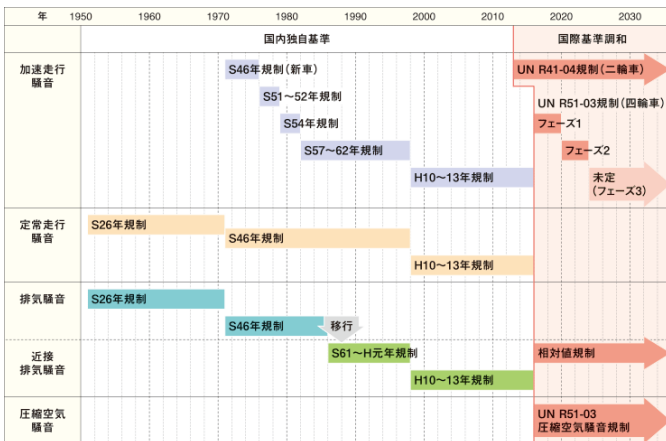 年 1950 1960 1970 1980 1990 2000 2010 2020 2030
国内独自基準 国際基準調和
加速走行
騒音
S46年規制(新車)
S51～52年規制
S54年規制
S57～62年規制
H10～13年規制
UN R41-04規制(二輪車)
UN R51-03規制(四輪車)
フェーズ1
フェーズ2
未定
(フェーズ3)
定常走行
騒音
S26年規制
S46年規制
H10～13年規制
排気騒音
S26年規制
S46年規制
移行
近接
排気騒音
S61～H元年規制
H10～13年規制
相対値規制
圧縮空気
騒音
UN R51-03
圧縮空気騒音規制